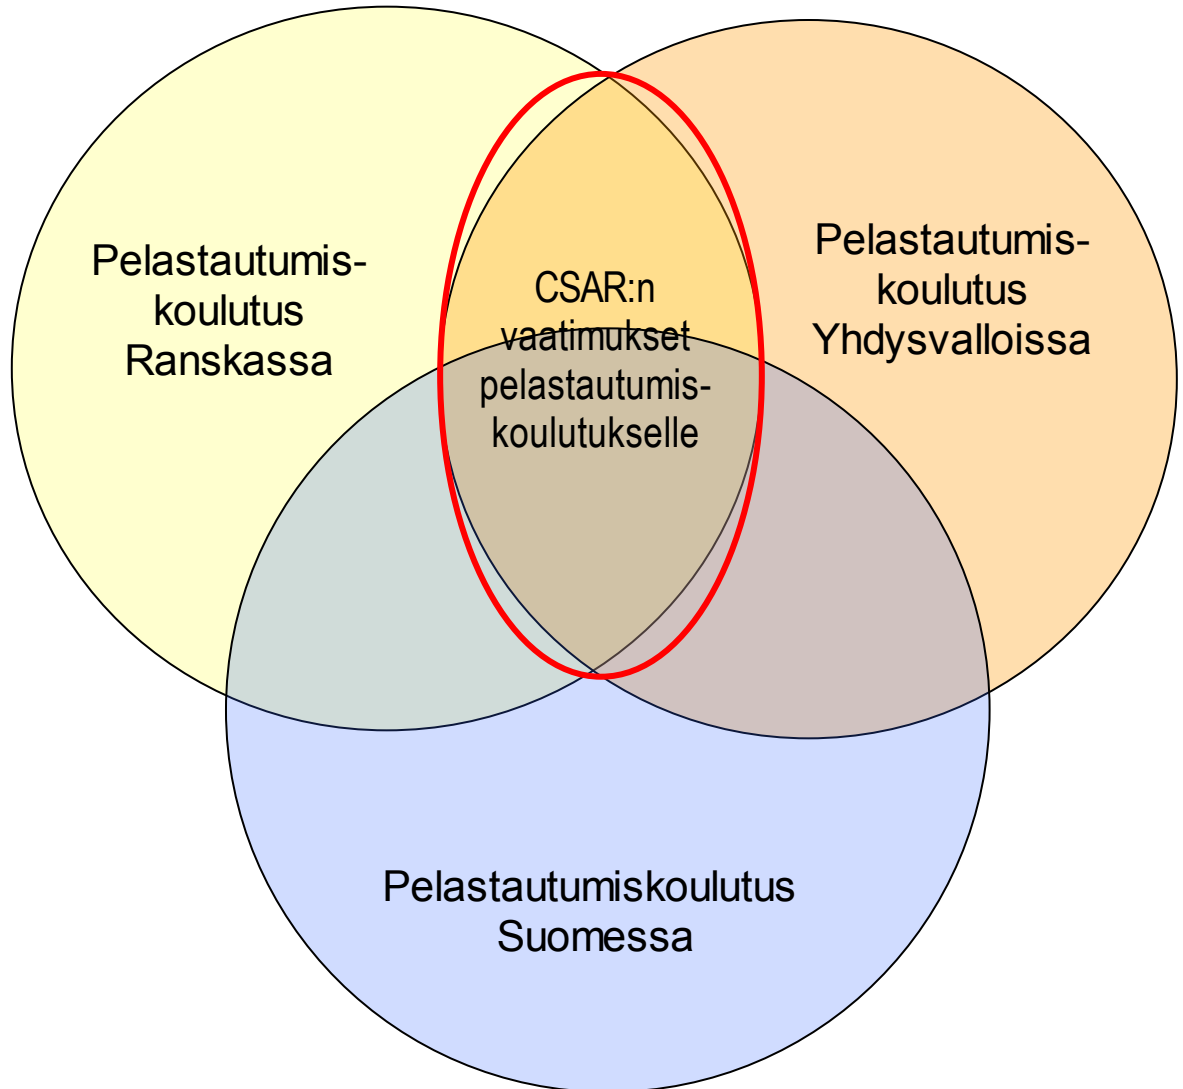 Pelastautumis-
koulutus
Ranskassa
Pelastautumis-
koulutus
Yhdysvalloissa
CSAR:n
vaatimukset
pelastautumis-
koulutukselle
Pelastautumiskoulutus
Suomessa